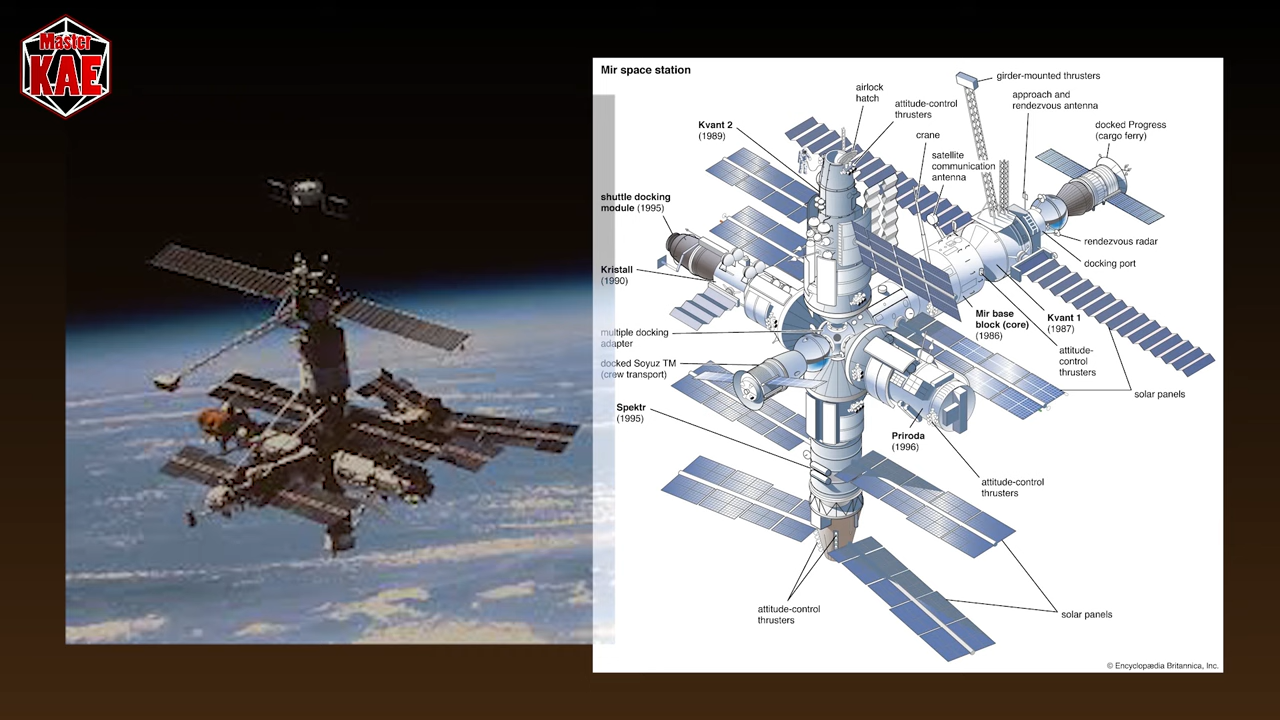 Master
KAE
Mir space station
airlock
hatch
attitude-control
thrusters
girder-mounted thrusters
approach and
rendezvous antenna
docked Progress
(cargo ferry)
Kvant 2
(1989)
crane
satellite
communication
antenna
shuttle docking
module (1995)
rendezvous radar
docking port
Kristall
(1990)
Mir base
block (core)
(1986)
Kvant 1
(1987)
multiple docking
adapter
attitude-
control
thrusters
docked Soyuz TM
(crew transport)
solar panels
Spektr
(1995)
Priroda
(1996)
attitude-control
thrusters
attitude-control
thrusters
solar panels
© Encyclopædia Britannica, Inc.